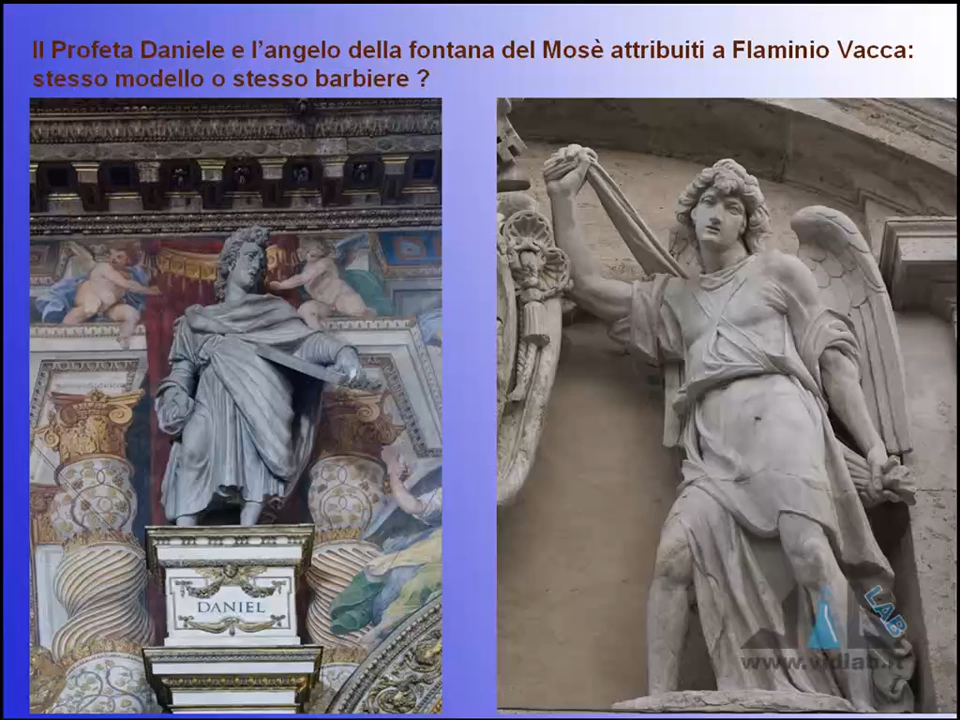 Il Profeta Daniele e l'angelo della fontana del Mosè attribuiti a Flaminio Vacca:
stesso modello o stesso barbiere ?
DANIEL
LAB
www.vidlab.it